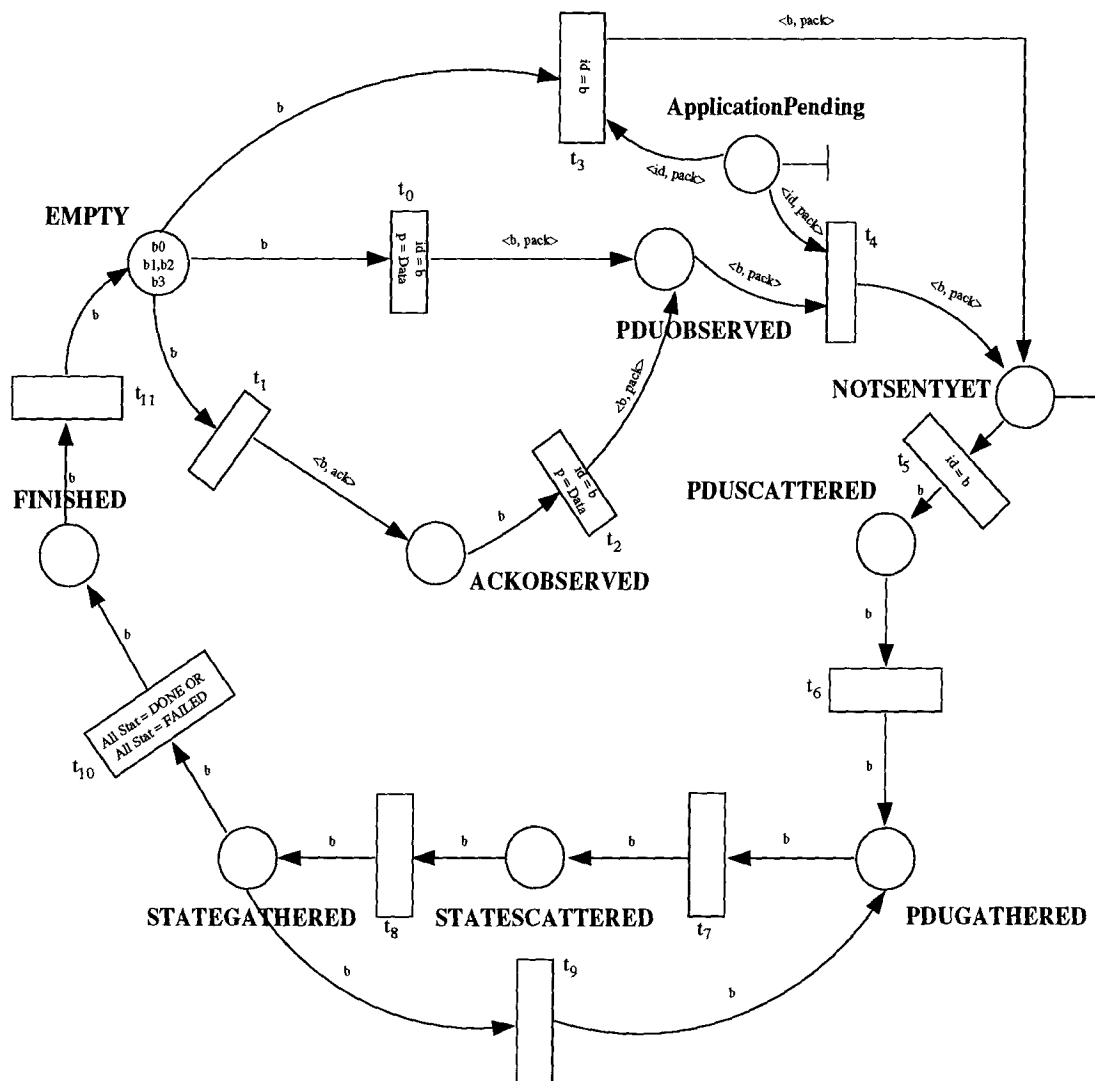 <b, pack>
id = b
b
ApplicationPending
t3
<id, pack>
t0
<id, pack>
EMPTY
t4
b0
b1,b2
b3
b
id = b
p = Data
<b, pack>
<b, pack>
<b, pack>
b
b
PDUOBSERVED
t1
<b, pack>
NOTSENTYET
t11
id = b
t5
<b, ack>
id = b
p = Data
b
FINISHED
PDUSCATTERED
b
b
t2
ACKOBSERVED
b
b
t6
All Stat = DONE OR
All Stat = FAILED
t10
b
b
b
b
b
b
STATEGATHERED
t8
STATESCATTERED
t7
PDUGATHERED
b
t9
b